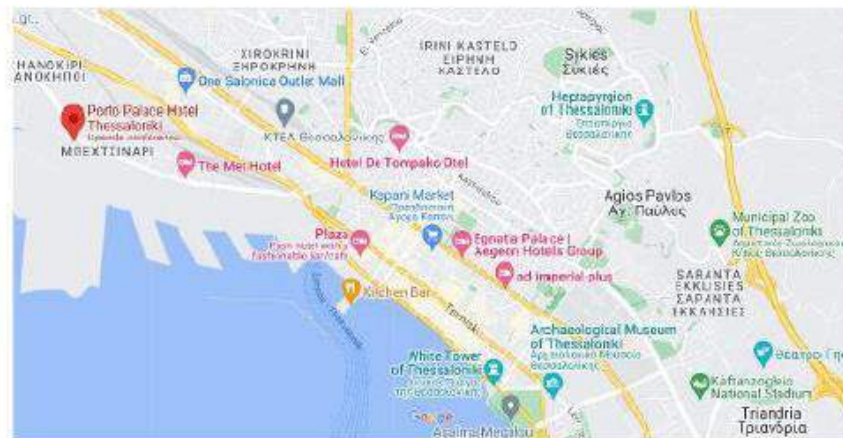 XIROKRINI
ΞΗΡΟΚΡΗΝΗ
IRINI KASTELO
ΕΙΡΗΝΗ
ΚΑΣΤΕΛΟ
Sykies
Συκιές
One Salonica Outlet Mall
Heptapyrgion
of Thessaloniki
Porto Palace Hotel
Thessaloniki
ΜΠΕΧΤΣΙΝΑΡΙ
ΚΤΕΛ Θεσσαλονίκης
The Met Hotel
Hotel De Tompako Otel
Kapani Market
Agios Pavlos
Αγ. Παύλος
Municipal Zoo
of Thessaloniki
Plaza
Egnatia Palace |
Aegeon Hotels Group
ad imperial plus
SARANTA
EKKLISIES
ΣΑΡΑΝΤΑ
ΕΚΚΛΗΣΙΕΣ
Kitchen Bar
Tsimiski
Archaeological Museum
of Thessaloniki
White Tower
of Thessaloniki
Kaftanzoglio
National Stadium
Google
Triandria
Τριανδρία